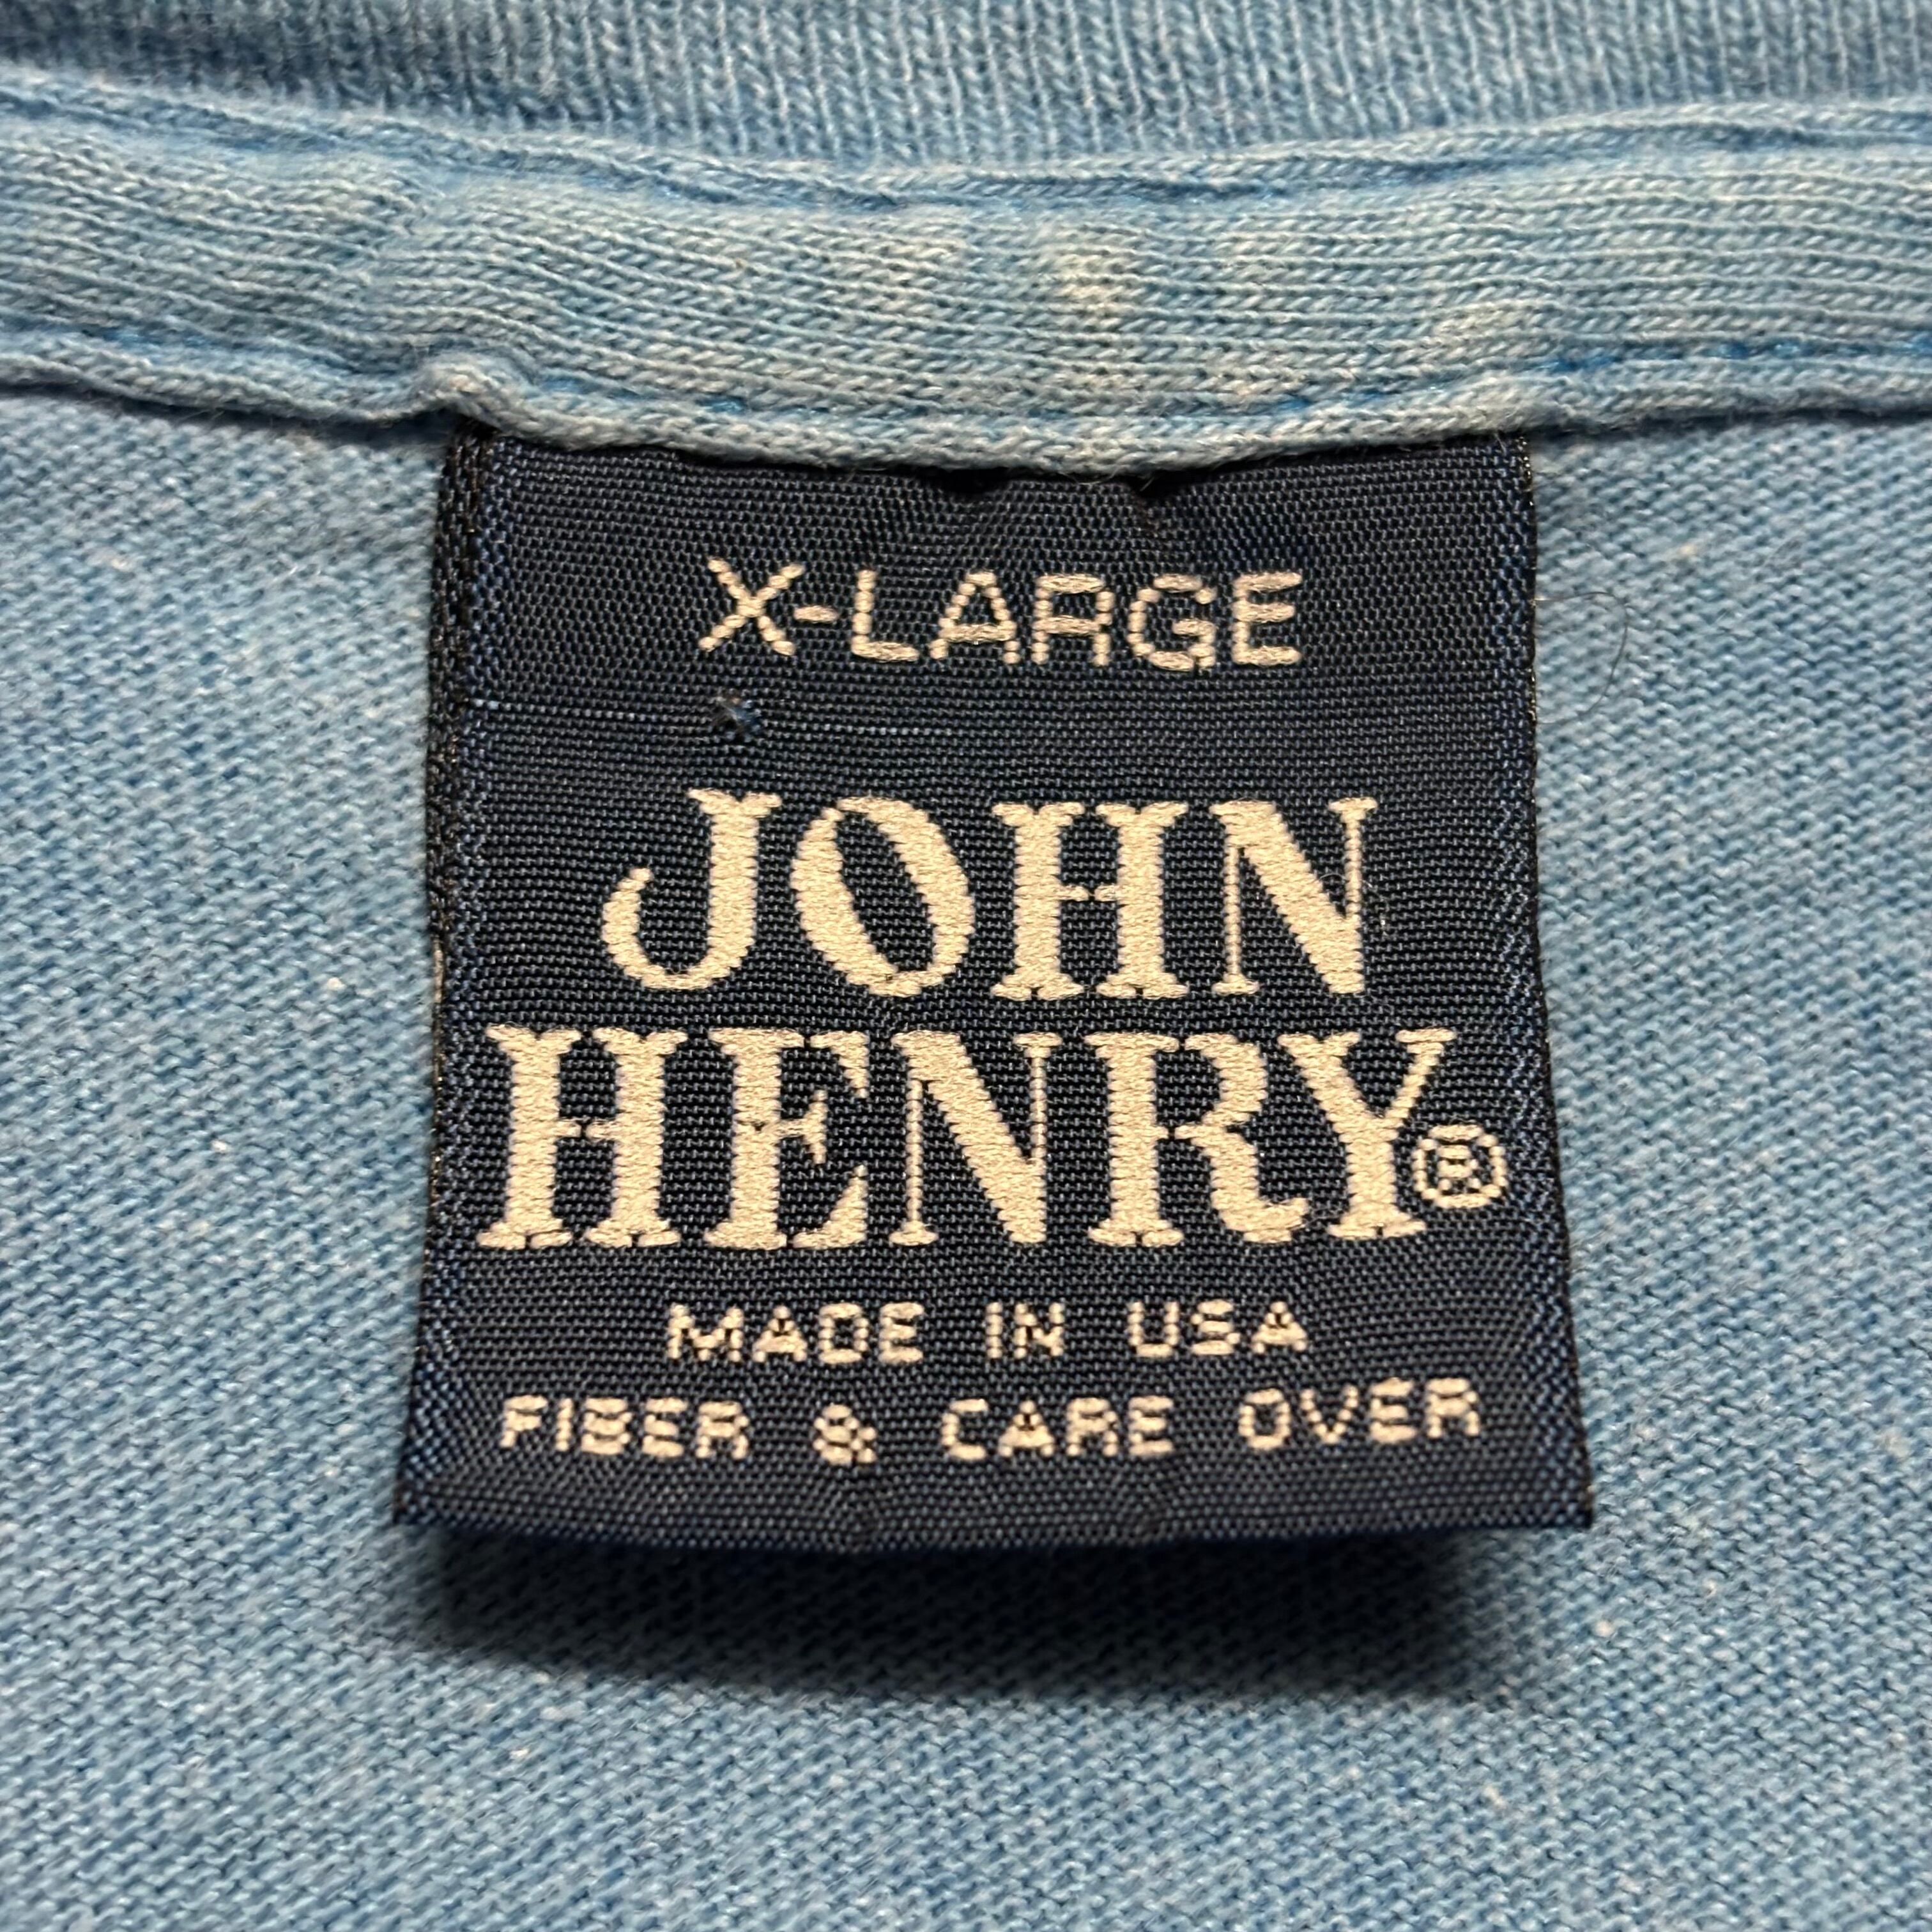 X-LARGE
JOHN
HENRY®
MADE IN USA
FIBER & CARE OVER